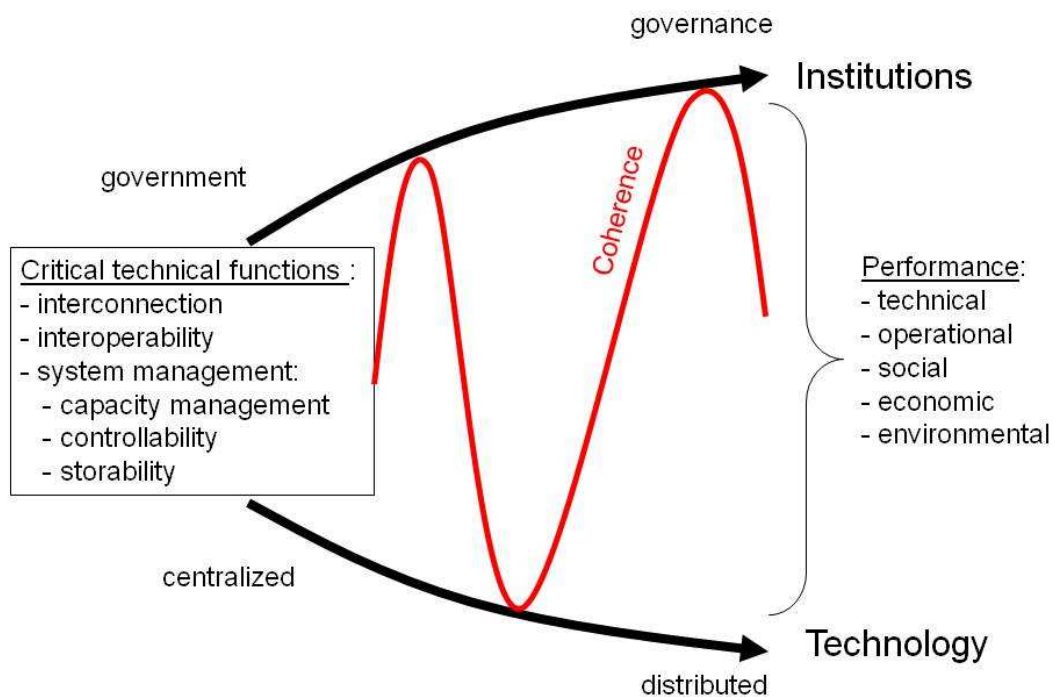 governance
Institutions
government
Coherence
Critical technical functions :
- interconnection
- interoperability
- system management:
- capacity management
- controllability
- storability
Performance:
- technical
- operational
- social
- economic
- environmental
centralized
Technology
distributed